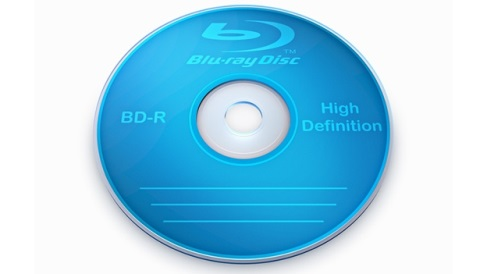 Blu-ray Disc TM
BD-R
High
Definition